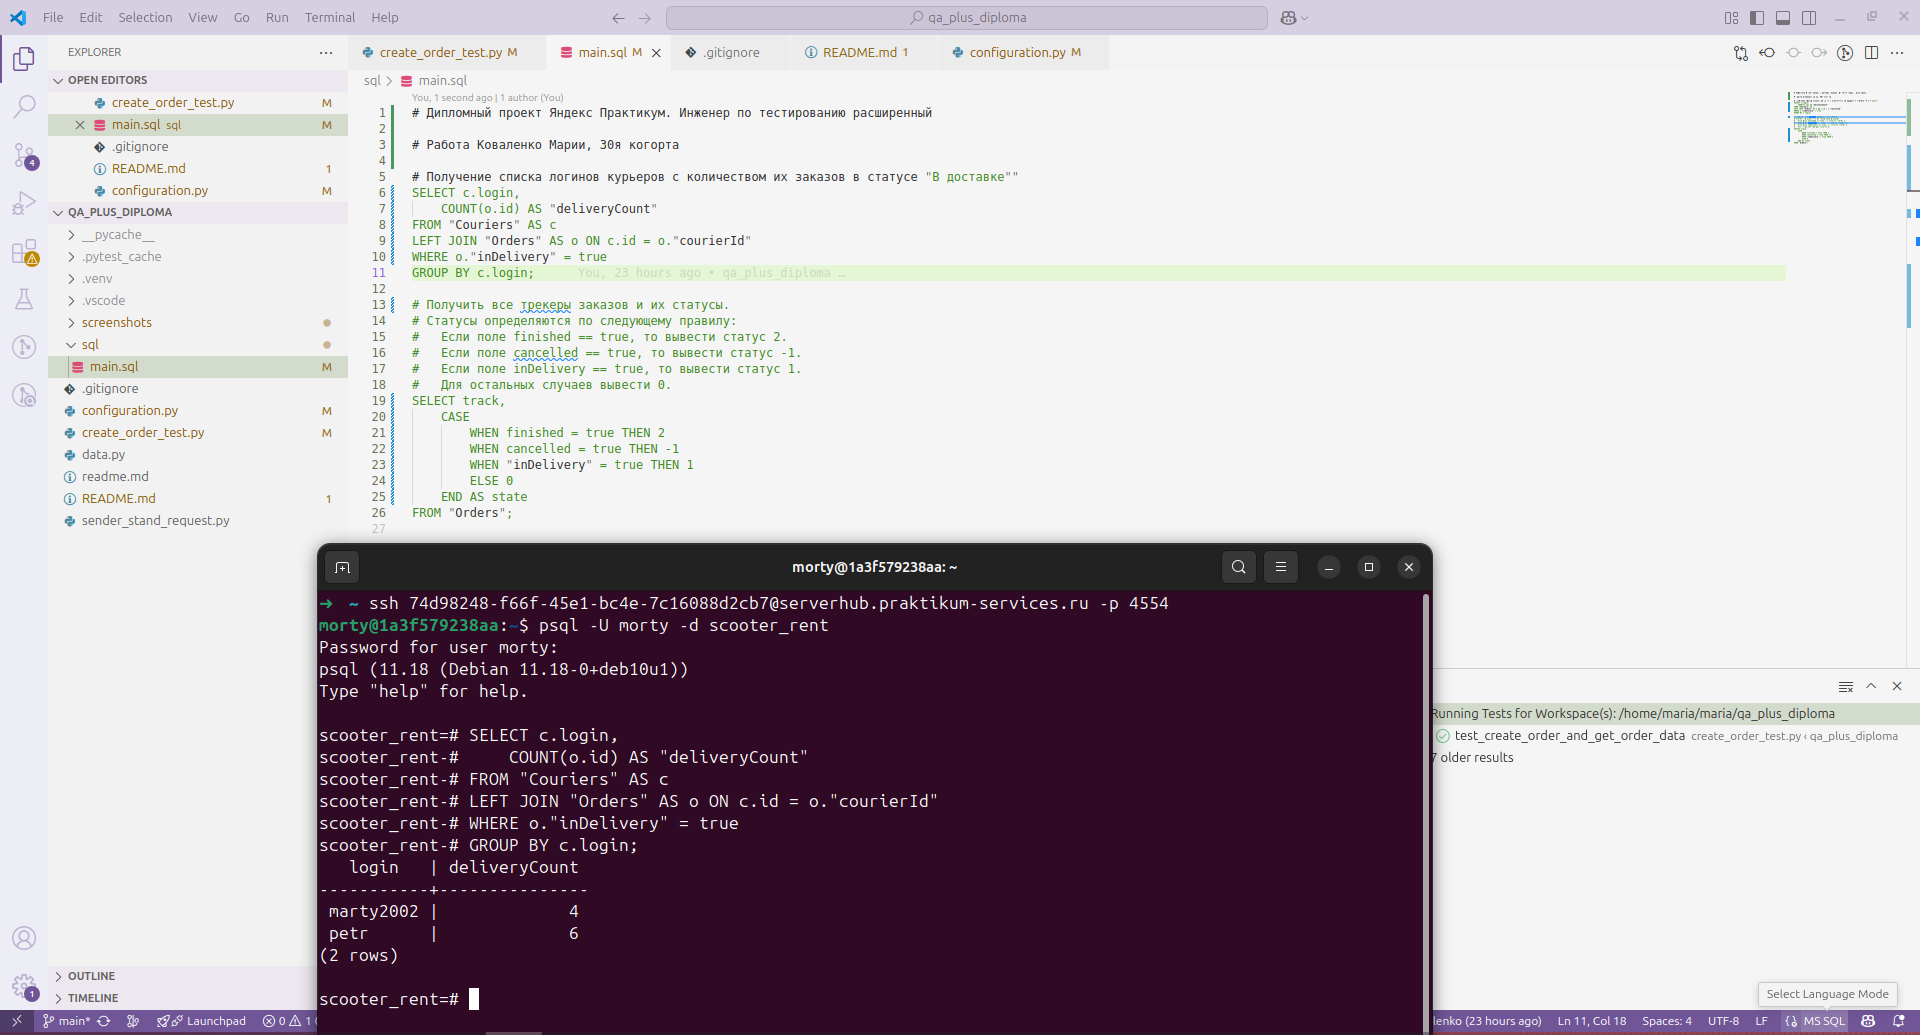 File Edit Selection View Go Run Terminal Help
qa_plus_diploma
EXPLORER
OPEN EDITORS
create_order_test.py M
main.sql sql M
.gitignore
README.md 1
configuration.py M
QA_PLUS_DIPLOMA
__pycache__
.pytest_cache
.venv
.vscode
screenshots
sql
main.sql M
.gitignore
configuration.py M
create_order_test.py M
data.py
readme.md
README.md 1
sender_stand_request.py
OUTLINE
TIMELINE
4
1
create_order_test.py M
main.sql M
.gitignore
README.md 1
configuration.py M
sql > main.sql
You, 1 second ago | 1 author (You)
1 # Дипломный проект Яндекс Практикум. Инженер по тестированию расширенный
2
3 # Работа Коваленко Марии, 30я когорта
4
5 # Получение списка логинов курьеров с количеством их заказов в статусе "В доставке""
6 SELECT c.login,
7 COUNT(o.id) AS "deliveryCount"
8 FROM "Couriers" AS c
9 LEFT JOIN "Orders" AS o ON c.id = o."courierId"
10 WHERE o."inDelivery" = true
11 GROUP BY c.login; You, 23 hours ago • qa_plus_diploma …
12
13 # Получить все трекеры заказов и их статусы.
14 # Статусы определяются по следующему правилу:
15 # Если поле finished == true, то вывести статус 2.
16 # Если поле cancelled == true, то вывести статус -1.
17 # Если поле inDelivery == true, то вывести статус 1.
18 # Для остальных случаев вывести 0.
19 SELECT track,
20 CASE
21 WHEN finished = true THEN 2
22 WHEN cancelled = true THEN -1
23 WHEN "inDelivery" = true THEN 1
24 ELSE 0
25 END AS state
26 FROM "Orders";
27
morty@1a3f579238aa: ~
➜ ~ ssh 74d98248-f66f-45e1-bc4e-7c16088d2cb7@serverhub.praktikum-services.ru -p 4554
morty@1a3f579238aa:~$ psql -U morty -d scooter_rent
Password for user morty:
psql (11.18 (Debian 11.18-0+deb10u1))
Type "help" for help.
scooter_rent=# SELECT c.login,
scooter_rent-# COUNT(o.id) AS "deliveryCount"
scooter_rent-# FROM "Couriers" AS c
scooter_rent-# LEFT JOIN "Orders" AS o ON c.id = o."courierId"
scooter_rent-# WHERE o."inDelivery" = true
scooter_rent-# GROUP BY c.login;
login | deliveryCount
-----------+---------------
marty2002 | 4
petr | 6
(2 rows)
scooter_rent=#
Running Tests for Workspace(s): /home/maria/maria/qa_plus_diploma
test_create_order_and_get_order_data create_order_test.py ‹ qa_plus_diploma
7 older results
Select Language Mode
main* Launchpad 0 1
lenko (23 hours ago) Ln 11, Col 18 Spaces: 4 UTF-8 LF MS SQL